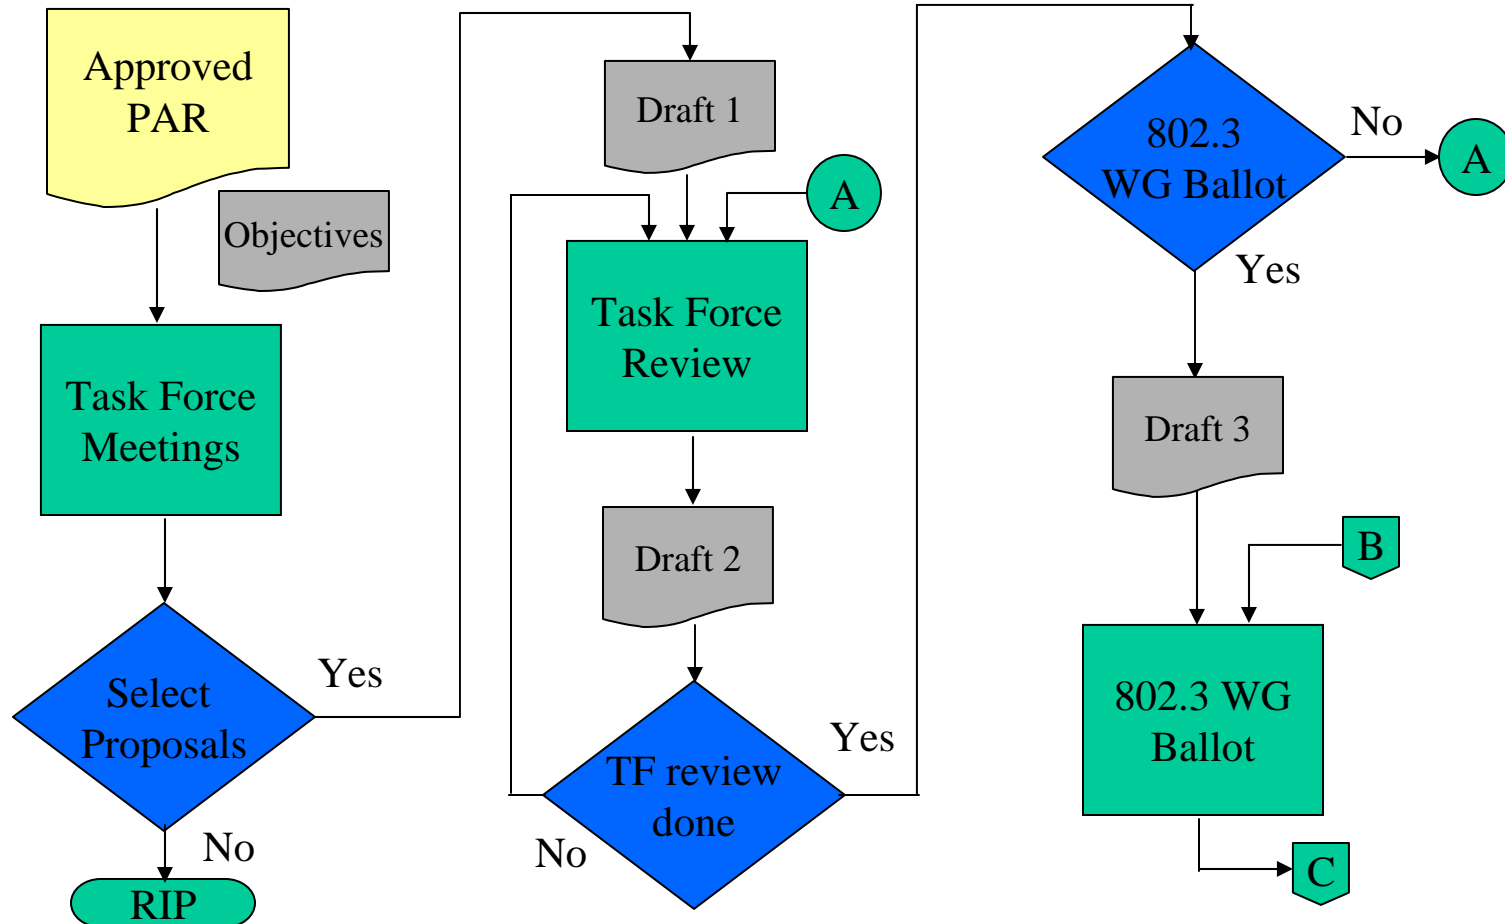 Approved
PAR
Objectives
Task Force
Meetings
Select
Proposals
Yes
No
RIP
Draft 1
A
Task Force
Review
Draft 2
TF review
done
Yes
No
802.3
WG Ballot
No
A
Yes
Draft 3
B
802.3 WG
Ballot
C